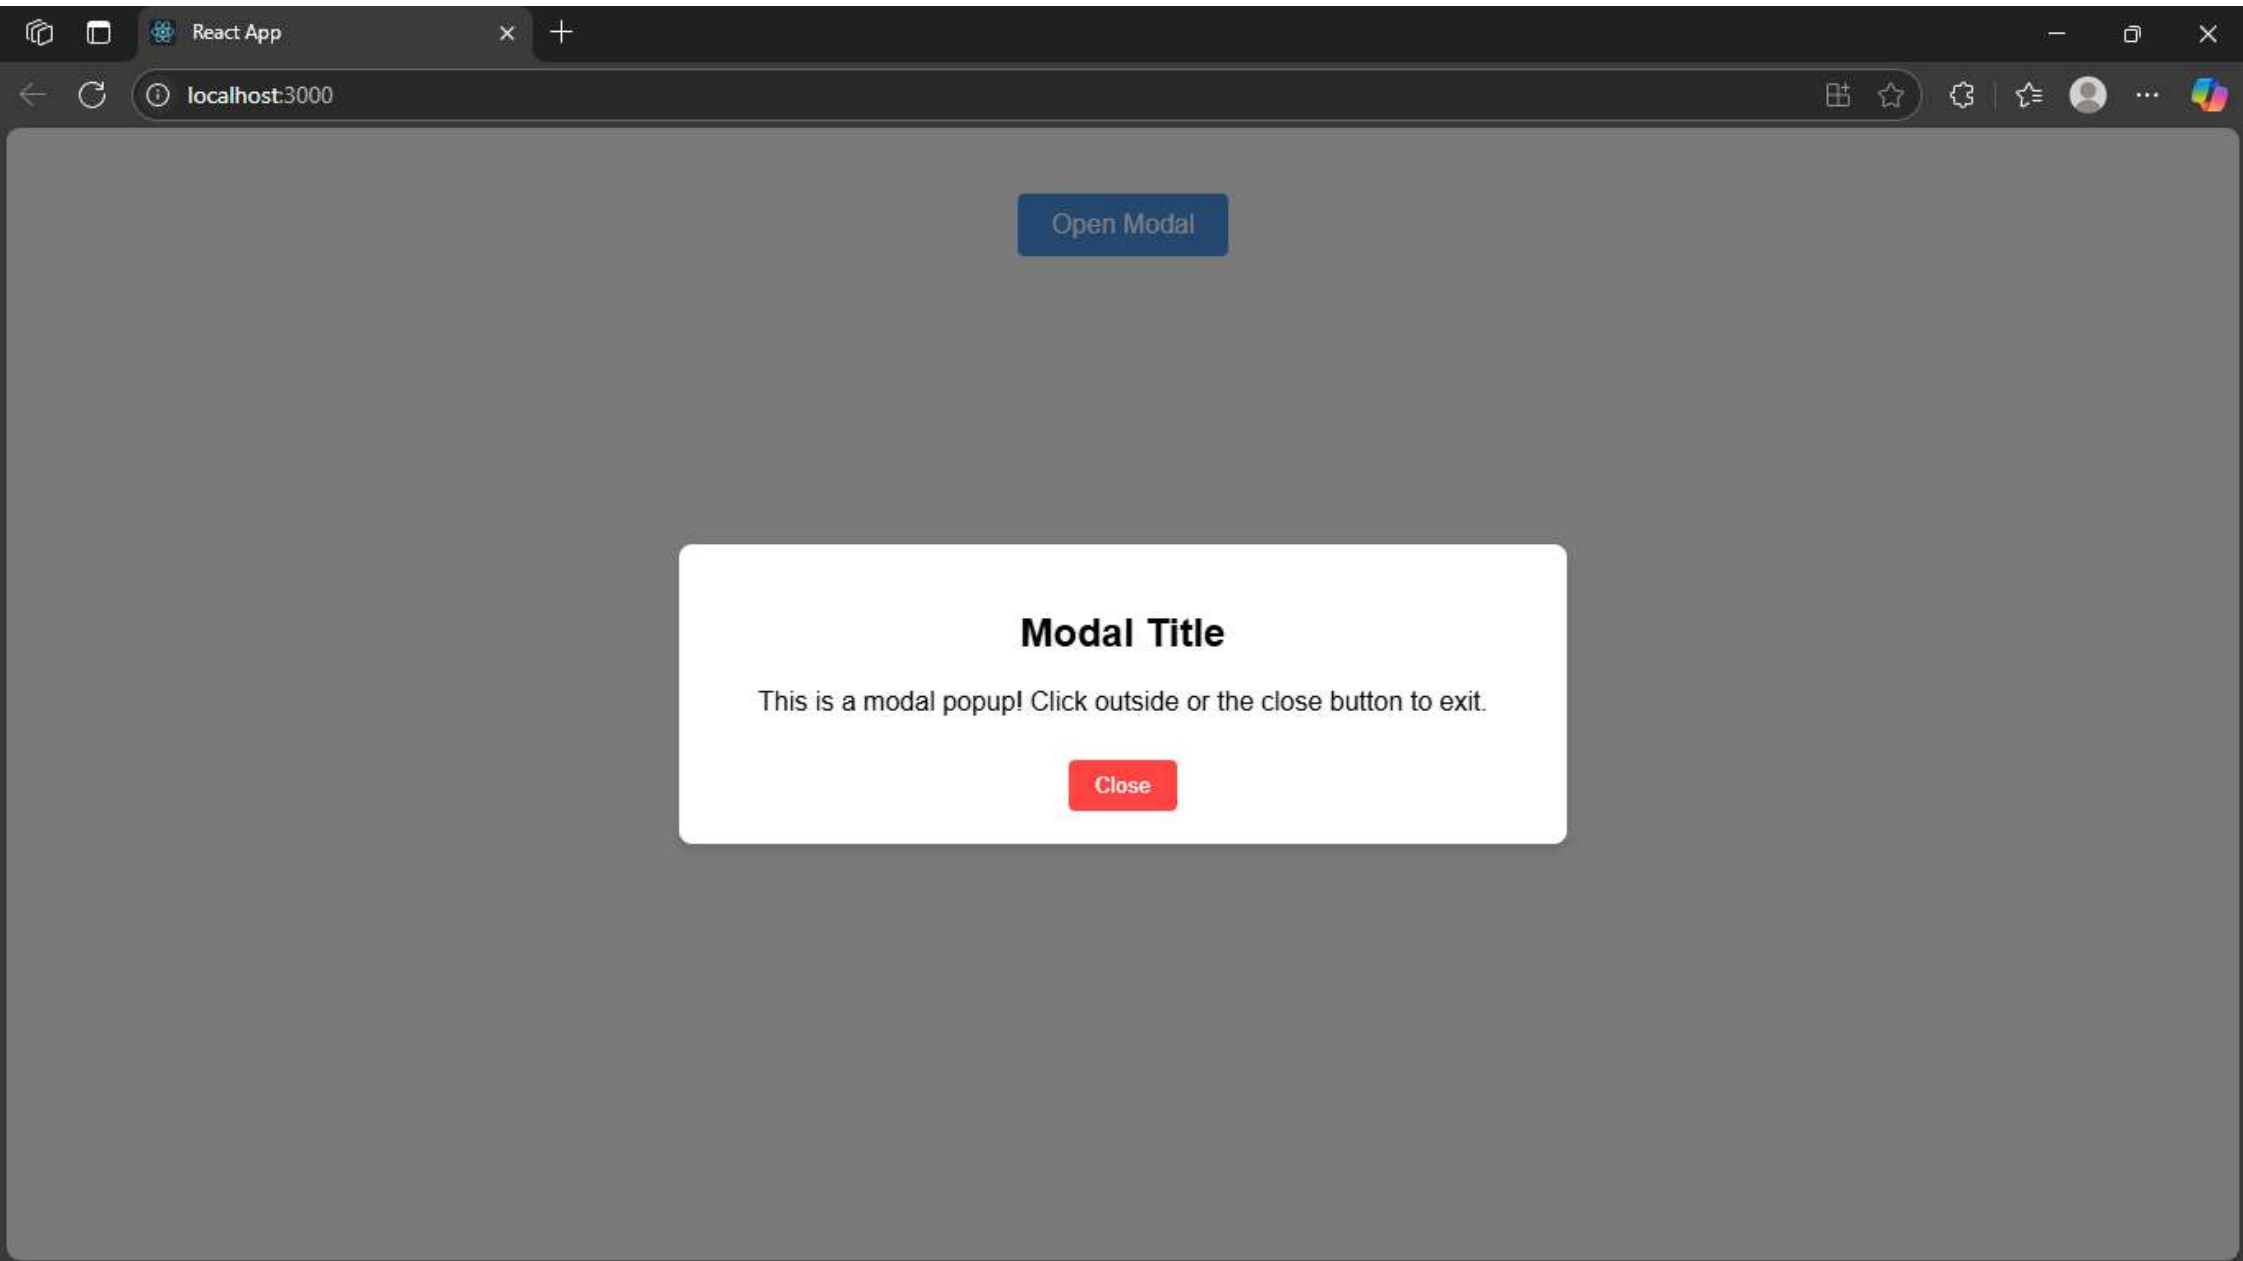 React App
localhost:3000
Open Modal
Modal Title
This is a modal popup! Click outside or the close button to exit.
Close